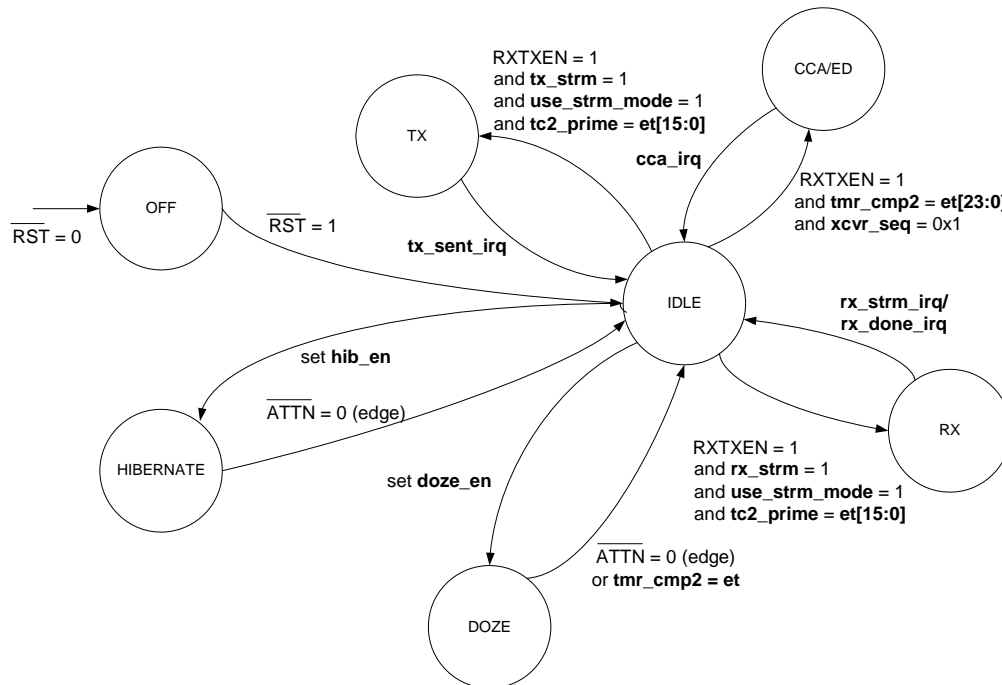 RXTXEN = 1
and tx_strm = 1
and use_strm_mode = 1
and tc2_prime = et[15:0]
CCA/ED
TX
cca_irq
RXTXEN = 1
and tmr_cmp2 = et[23:0]
and xcvr_seq = 0x1
OFF
RST = 0
RST = 1
tx_sent_irq
IDLE
rx_strm_irq/
rx_done_irq
set hib_en
ATTN = 0 (edge)
HIBERNATE
RX
RXTXEN = 1
and rx_strm = 1
and use_strm_mode = 1
and tc2_prime = et[15:0]
set doze_en
ATTN = 0 (edge)
or tmr_cmp2 = et
DOZE